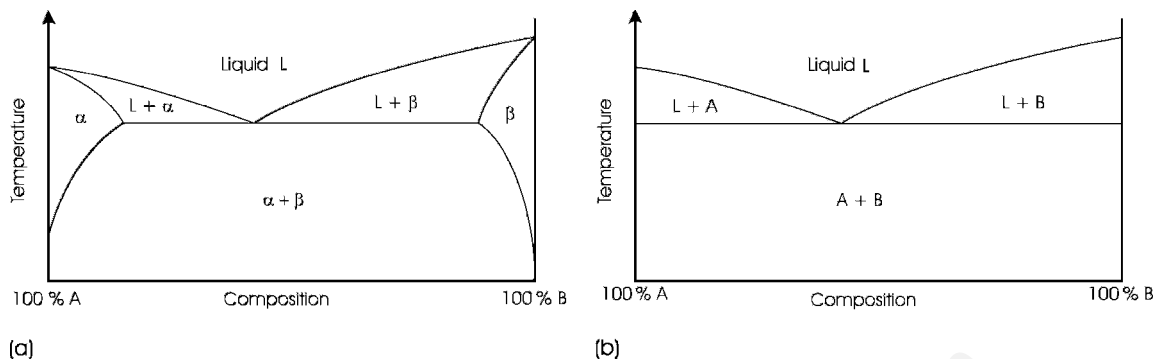 Temperature
Liquid L
L + α
L + β
α
β
α + β
100 % A
Composition
100 % B
(a)
Temperature
Liquid L
L + A
L + B
A + B
100 % A
Composition
100 % B
(b)